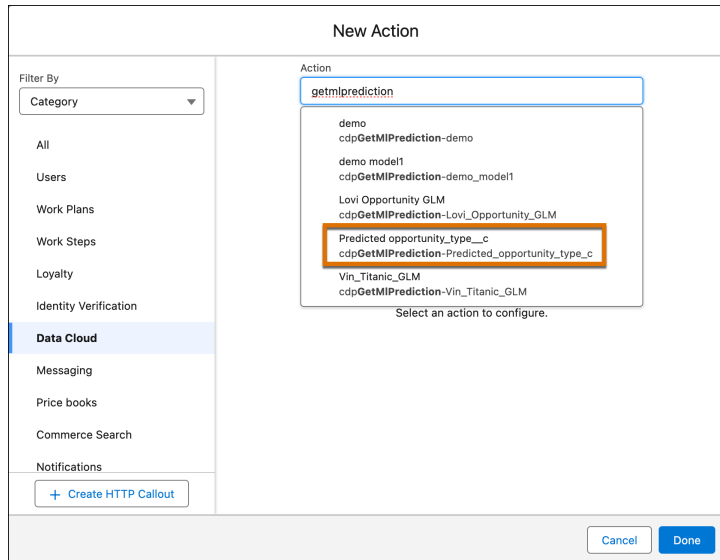 New Action
Filter By
Category
All
Users
Work Plans
Work Steps
Loyalty
Identity Verification
Data Cloud
Messaging
Price books
Commerce Search
Notifications
+ Create HTTP Callout
Action
getmlprediction
demo
cdpGetMlPrediction-demo
demo model1
cdpGetMlPrediction-demo_model1
Lovi Opportunity GLM
cdpGetMlPrediction-Lovi_Opportunity_GLM
Predicted opportunity_type__c
cdpGetMlPrediction-Predicted_opportunity_type_c
Vin_Titanic_GLM
cdpGetMlPrediction-Vin_Titanic_GLM
Select an action to configure.
Cancel
Done